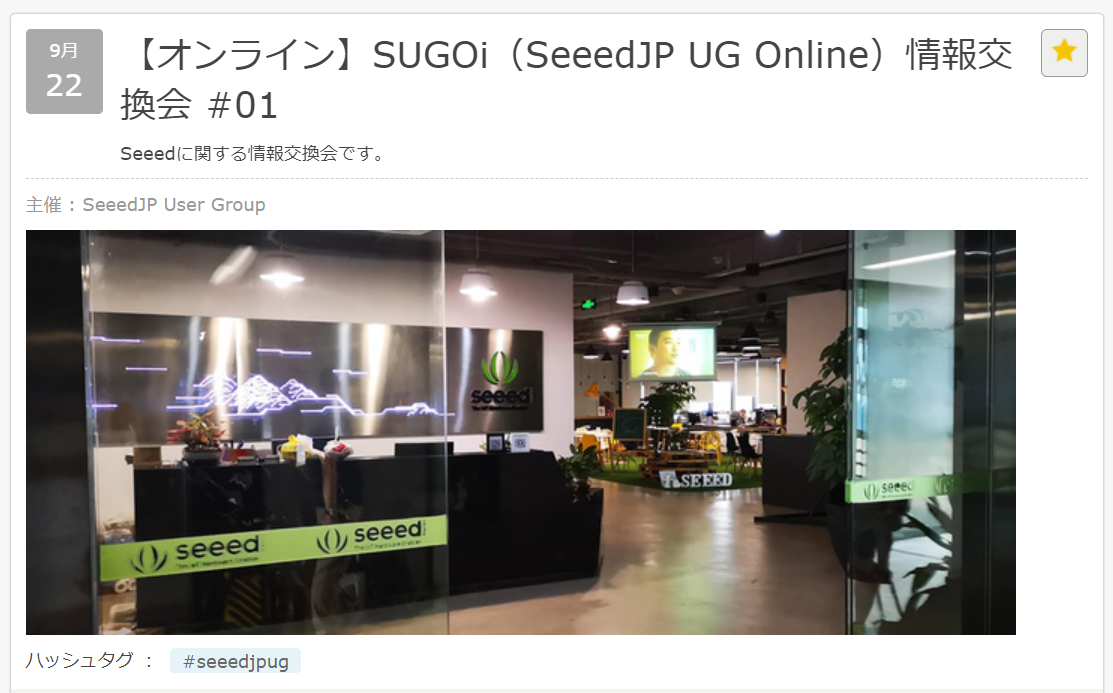 9月
22
【オンライン】SUGOi（SeeedJP UG Online）情報交
換会 #01
Seeedに関する情報交換会です。
主催：SeeedJP User Group
seeed
SEEED
seeed
seeed
seeed
ハッシュタグ ： #seeedjpug